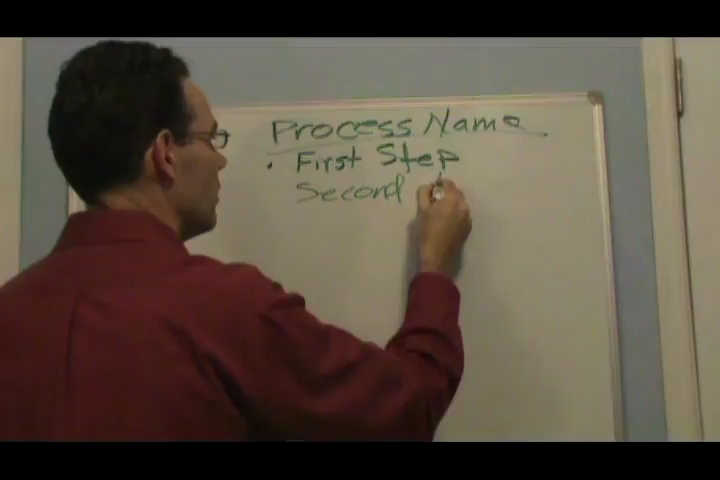 Process Name
• First Step
Second